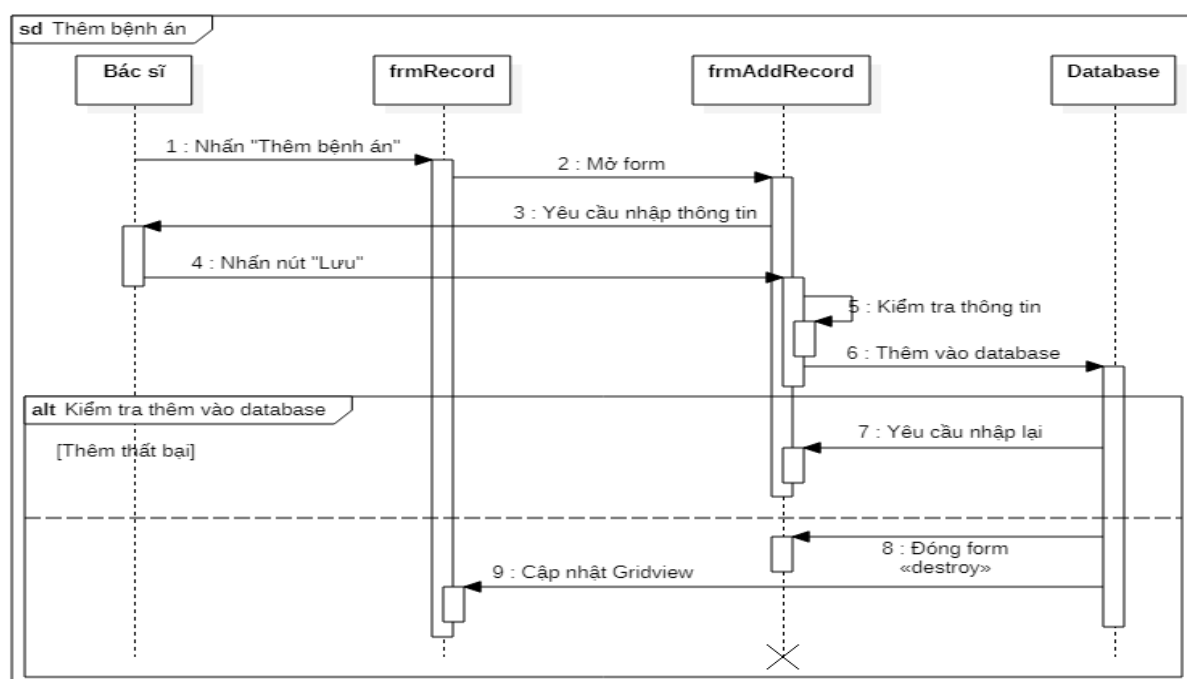 sd Thêm bệnh án
Bác sĩ
frmRecord
frmAddRecord
Database
1 : Nhấn "Thêm bệnh án"
2 : Mở form
3 : Yêu cầu nhập thông tin
4 : Nhấn nút "Lưu"
5 : Kiểm tra thông tin
6 : Thêm vào database
alt Kiểm tra thêm vào database
7 : Yêu cầu nhập lại
[Thêm thất bại]
8 : Đóng form
«destroy»
9 : Cập nhật Gridview